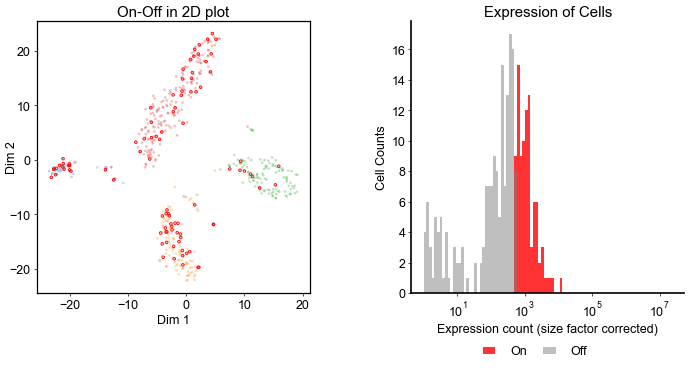 On-Off in 2D plot
Dim 2
20
10
0
−10
−20
−20 −10 0 10 20
Dim 1
Expression of Cells
Cell Counts
16
14
12
10
8
6
4
2
0
10^1 10^3 10^5 10^7
Expression count (size factor corrected)
On Off